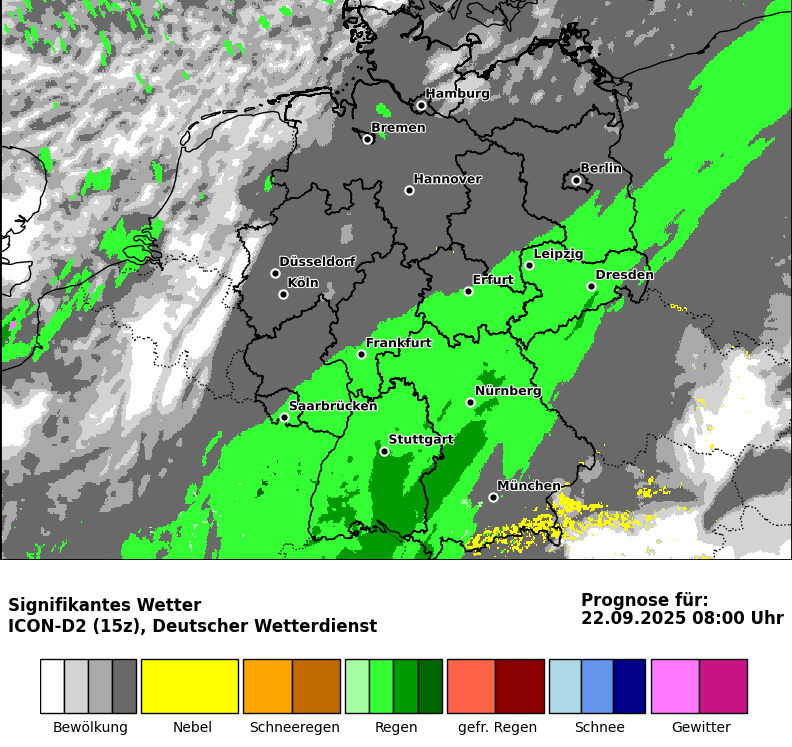 Hamburg
Bremen
Berlin
Hannover
Leipzig
Düsseldorf
Dresden
Köln
Erfurt
Frankfurt
Nürnberg
Saarbrücken
Stuttgart
München
Signifikantes Wetter
ICON-D2 (15z), Deutscher Wetterdienst
Prognose für:
22.09.2025 08:00 Uhr
Bewölkung
Nebel
Schneeregen
Regen
gefr. Regen
Schnee
Gewitter